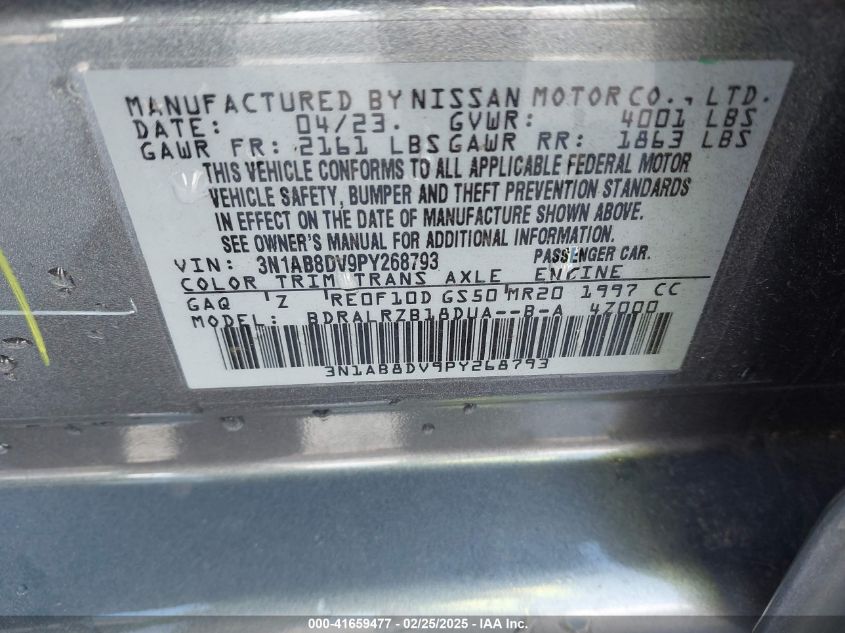 MANUFACTURED BY NISSAN MOTOR CO., LTD.
DATE: 04/23. GVWR: 4001 LBS
GAWR FR: 2161 LBS GAWR RR: 1863 LBS
THIS VEHICLE CONFORMS TO ALL APPLICABLE FEDERAL MOTOR
VEHICLE SAFETY, BUMPER AND THEFT PREVENTION STANDARDS
IN EFFECT ON THE DATE OF MANUFACTURE SHOWN ABOVE.
SEE OWNER'S MANUAL FOR ADDITIONAL INFORMATION.
VIN: 3N1AB8DV9PY268793 PASSENGER CAR.
COLOR TRIM TRANS AXLE ENGINE
GAQ 'Z 'RE0F10D GS50 'MR20 1997 CC
MODEL: BDRALRZB18DUA--B-A 4Z000
3N1AB8DV9PY268793
000-41659477 - 02/25/2025 - IAA Inc.